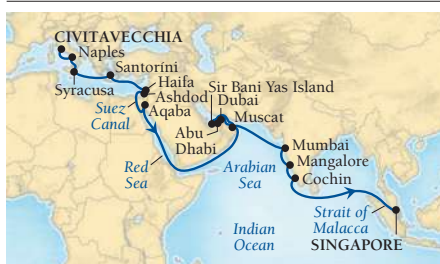 CIVITAVECCHIA
Naples
Santoríni
Syracusa
Haifa
Ashdod
Suez
Canal
Aqaba
Sir Bani Yas Island
Dubai
Muscat
Abu
Dhabi
Red
Sea
Arabian
Sea
Mumbai
Mangalore
Cochin
Strait of
Malacca
Indian
Ocean
SINGAPORE